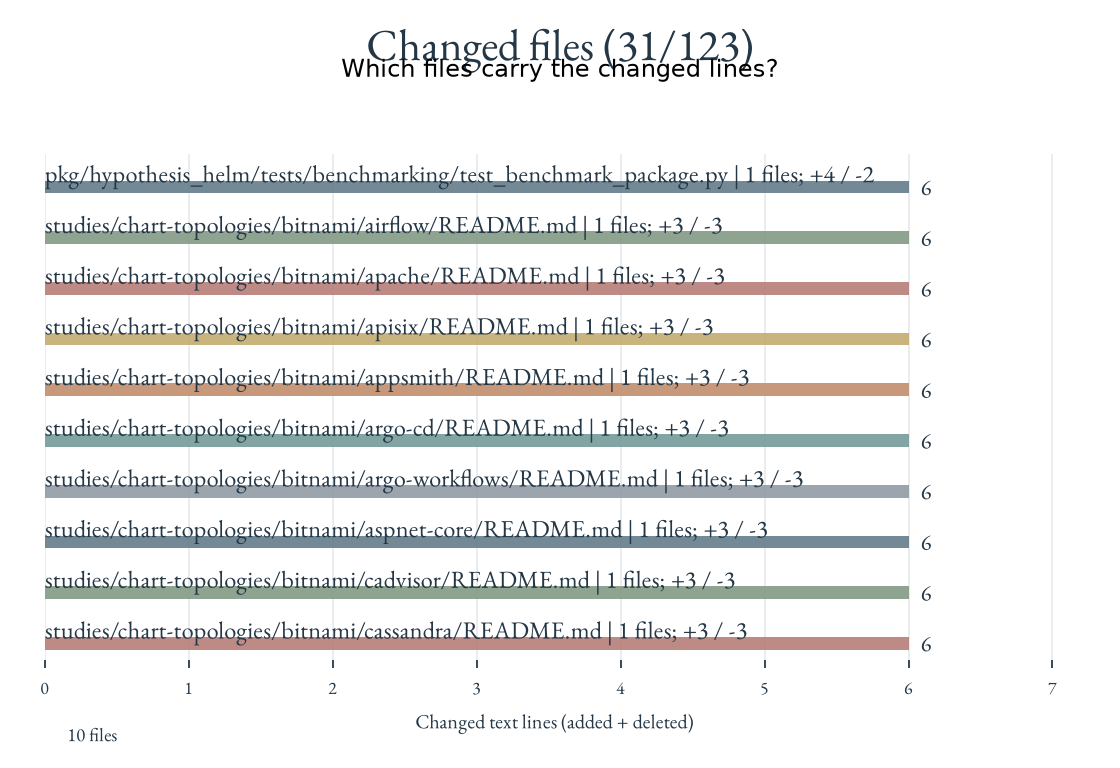 Changed files (31/123)
Which files carry the changed lines?
pkg/hypothesis_helm/tests/benchmarking/test_benchmark_package.py | 1 files; +4 / -2
6
studies/chart-topologies/bitnami/airflow/README.md | 1 files; +3 / -3
6
studies/chart-topologies/bitnami/apache/README.md | 1 files; +3 / -3
6
studies/chart-topologies/bitnami/apisix/README.md | 1 files; +3 / -3
6
studies/chart-topologies/bitnami/appsmith/README.md | 1 files; +3 / -3
6
studies/chart-topologies/bitnami/argo-cd/README.md | 1 files; +3 / -3
6
studies/chart-topologies/bitnami/argo-workflows/README.md | 1 files; +3 / -3
6
studies/chart-topologies/bitnami/aspnet-core/README.md | 1 files; +3 / -3
6
studies/chart-topologies/bitnami/cadvisor/README.md | 1 files; +3 / -3
6
studies/chart-topologies/bitnami/cassandra/README.md | 1 files; +3 / -3
6
0 1 2 3 4 5 6 7
Changed text lines (added + deleted)
10 files